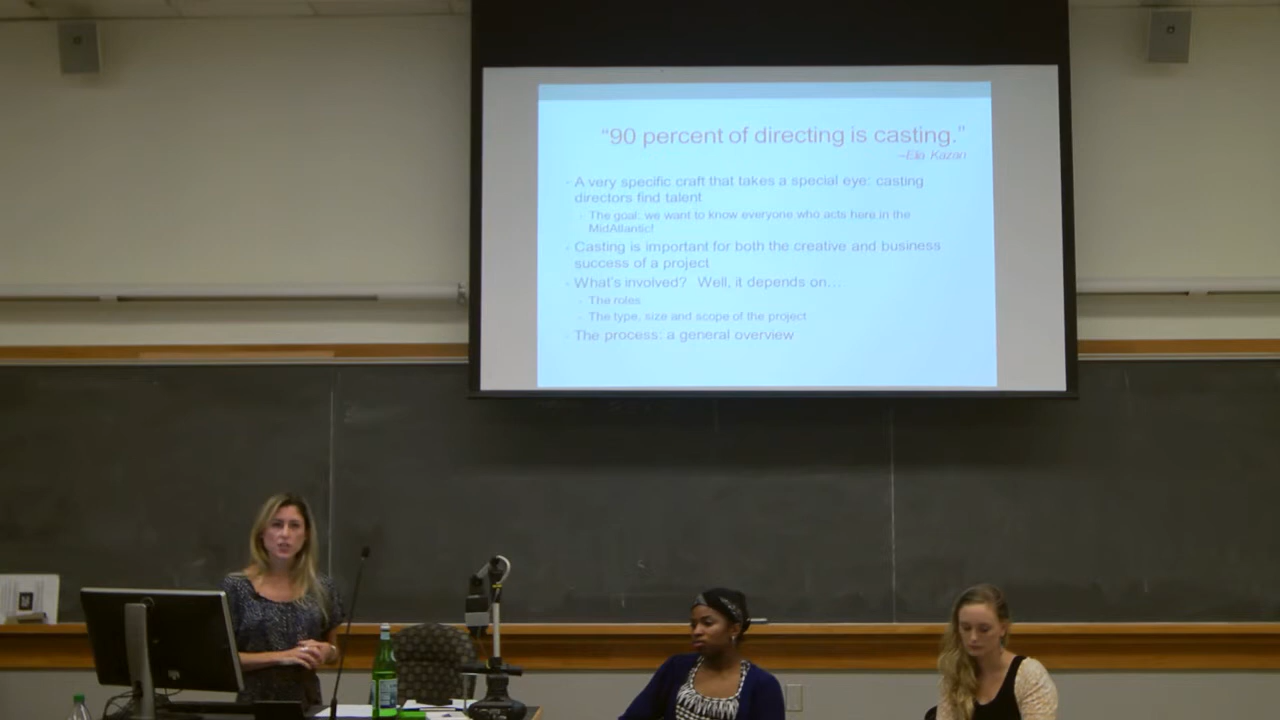 “90 percent of directing is casting.”
–Elia Kazan
A very specific craft that takes a special eye: casting
directors find talent
The goal: we want to know everyone who acts here in the
MidAtlantic!
Casting is important for both the creative and business
success of a project
What's involved? Well, it depends on….
The roles
The type, size and scope of the project
The process: a general overview